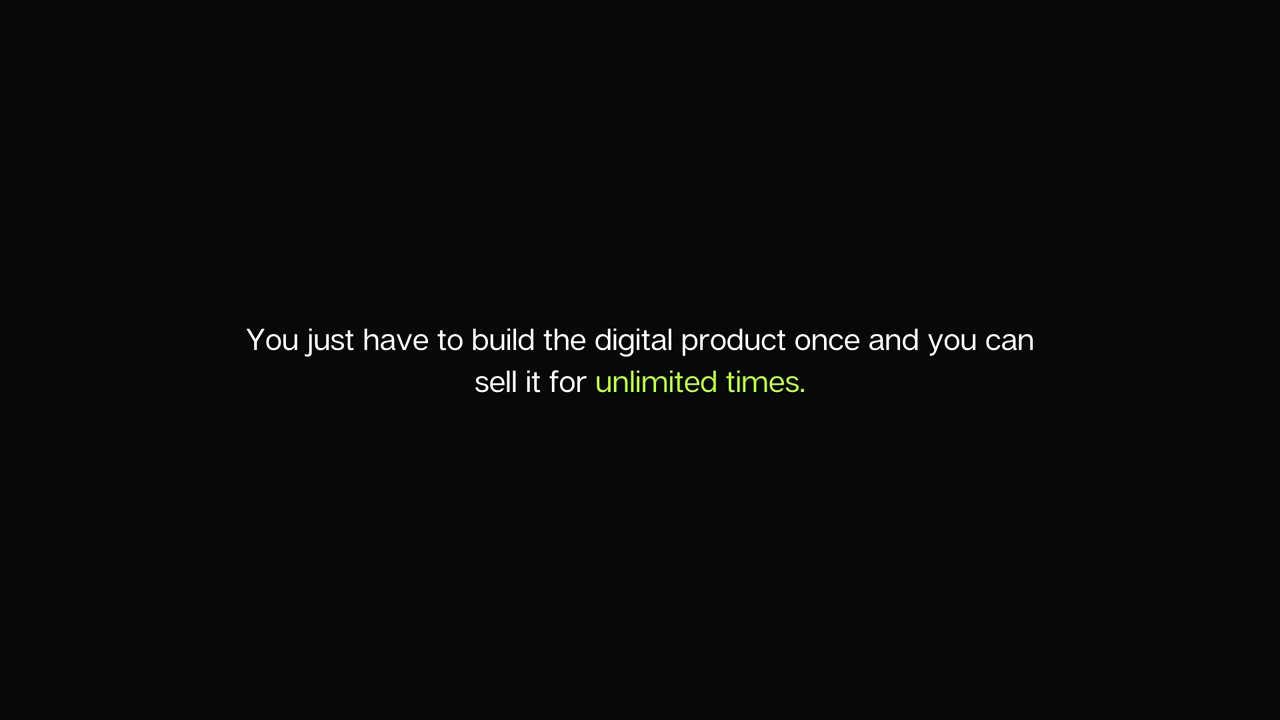 You just have to build the digital product once and you can
sell it for unlimited times.